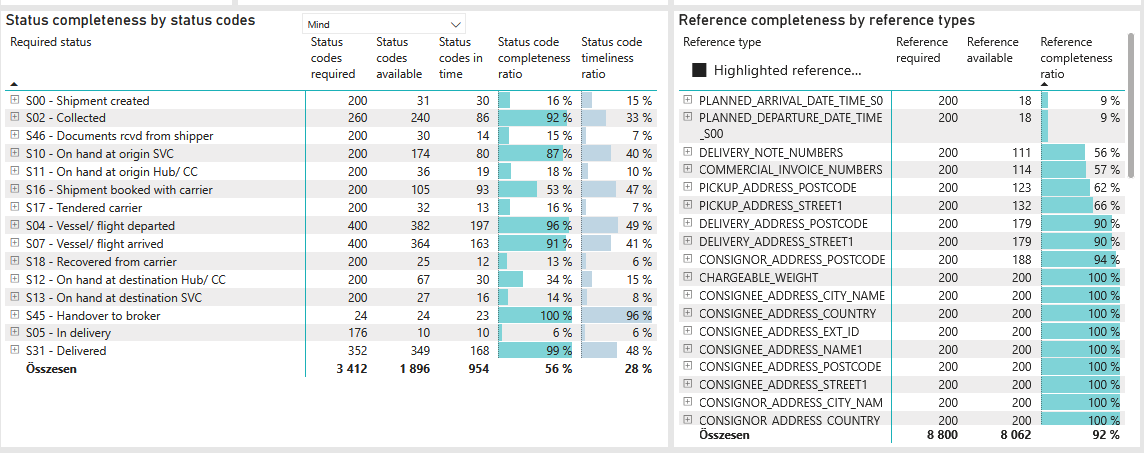 Status completeness by status codes
Mind
Required status
Status codes required
Status codes available
Status codes in time
Status code completeness ratio
Status code timeliness ratio
S00 - Shipment created 200 31 30 16 % 15 %
S02 - Collected 260 240 86 92 % 33 %
S46 - Documents rcvd from shipper 200 30 14 15 % 7 %
S10 - On hand at origin SVC 200 174 80 87 % 40 %
S11 - On hand at origin Hub/ CC 200 36 19 18 % 10 %
S16 - Shipment booked with carrier 200 105 93 53 % 47 %
S17 - Tendered carrier 200 32 13 16 % 7 %
S04 - Vessel/ flight departed 400 382 197 96 % 49 %
S07 - Vessel/ flight arrived 400 364 163 91 % 41 %
S18 - Recovered from carrier 200 25 12 13 % 6 %
S12 - On hand at destination Hub/ CC 200 67 30 34 % 15 %
S13 - On hand at destination SVC 200 27 16 14 % 8 %
S45 - Handover to broker 24 24 23 100 % 96 %
S05 - In delivery 176 10 10 6 % 6 %
S31 - Delivered 352 349 168 99 % 48 %
Összesen 3 412 1 896 954 56 % 28 %
Reference completeness by reference types
Reference type
Reference required
Reference available
Reference completeness ratio
Highlighted reference...
PLANNED_ARRIVAL_DATE_TIME_S0 200 18 9 %
PLANNED_DEPARTURE_DATE_TIME 200 18 9 %
_S00
DELIVERY_NOTE_NUMBERS 200 111 56 %
COMMERCIAL_INVOICE_NUMBERS 200 114 57 %
PICKUP_ADDRESS_POSTCODE 200 123 62 %
PICKUP_ADDRESS_STREET1 200 132 66 %
DELIVERY_ADDRESS_POSTCODE 200 179 90 %
DELIVERY_ADDRESS_STREET1 200 179 90 %
CONSIGNOR_ADDRESS_POSTCODE 200 188 94 %
CHARGEABLE_WEIGHT 200 200 100 %
CONSIGNEE_ADDRESS_CITY_NAME 200 200 100 %
CONSIGNEE_ADDRESS_COUNTRY 200 200 100 %
CONSIGNEE_ADDRESS_EXT_ID 200 200 100 %
CONSIGNEE_ADDRESS_NAME1 200 200 100 %
CONSIGNEE_ADDRESS_POSTCODE 200 200 100 %
CONSIGNEE_ADDRESS_STREET1 200 200 100 %
CONSIGNOR_ADDRESS_CITY_NAM 200 200 100 %
CONSIGNOR_ADDRESS_COUNTRY 200 200 100 %
Összesen 8 800 8 062 92 %